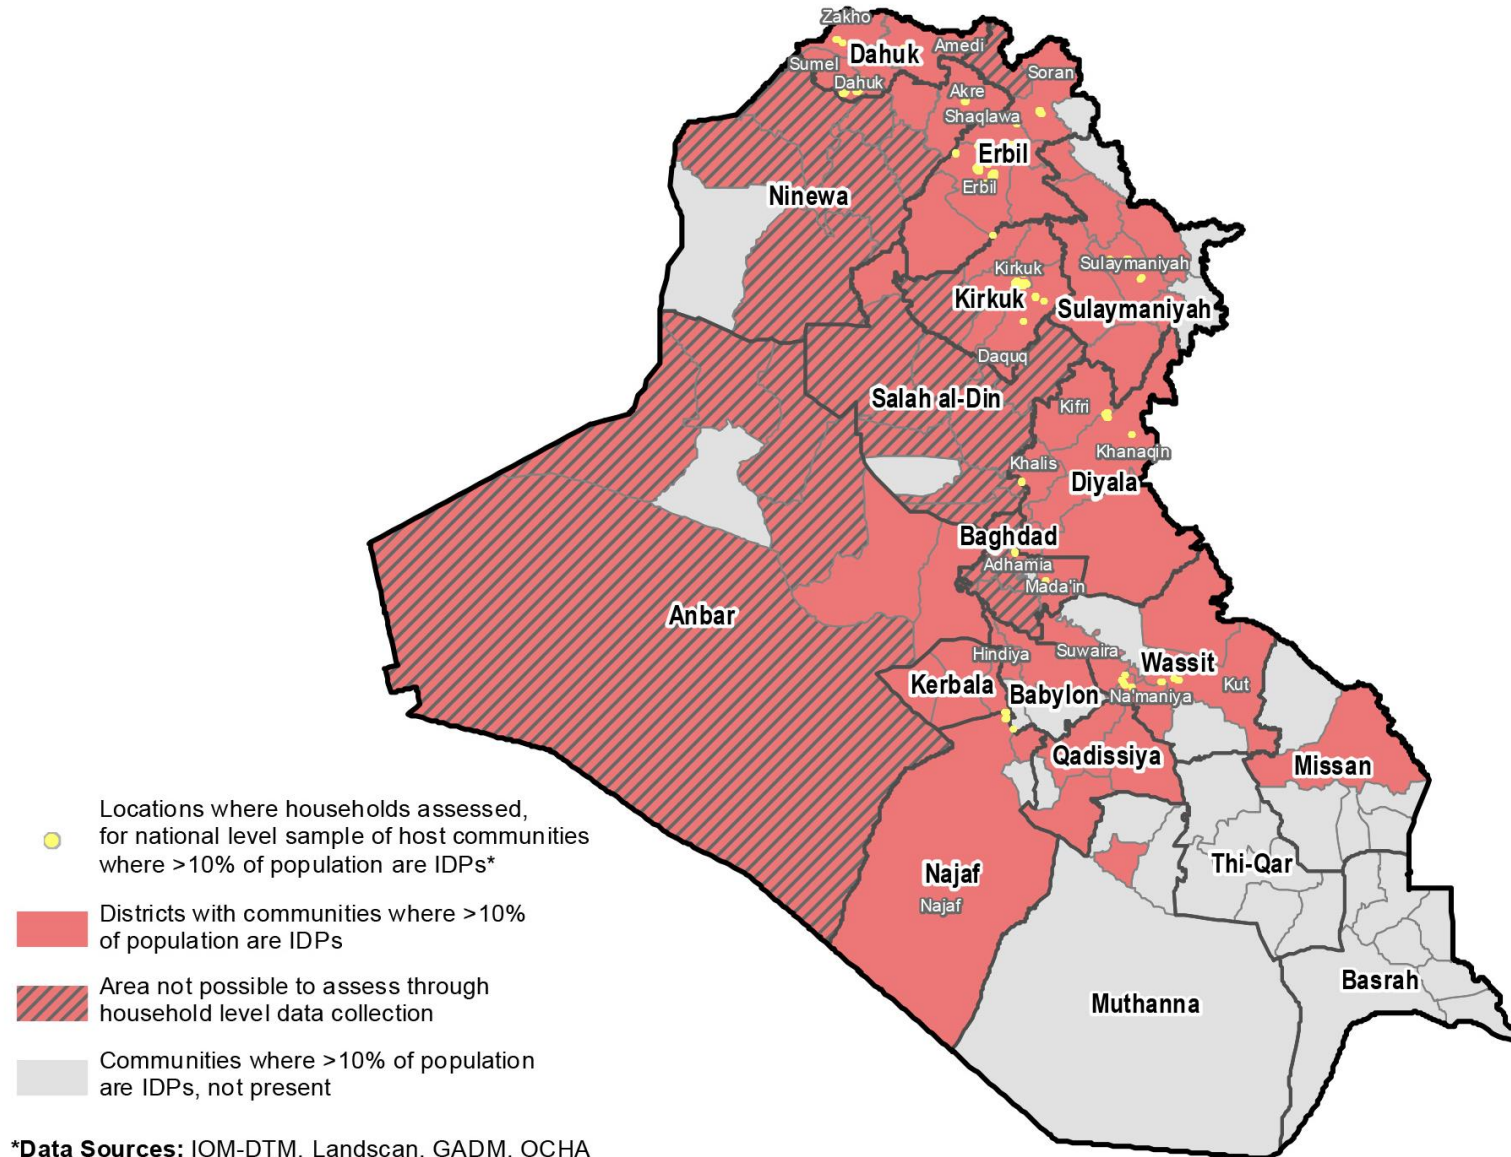 Zakho
Dahuk
Amedi
Sumel
Dahuk
Soran
Akre
Shaqlawa
Erbil
Erbil
Ninewa
Kirkuk
Kirkuk
Sulaymaniyah
Sulaymaniyah
Daquq
Salah al-Din
Kifri
Khanaqin
Khalis
Diyala
Baghdad
Adhamia
Mada'in
Anbar
Hindiya
Suwaira
Wassit
Kerbala
Babylon
Na'maniya
Kut
Qadissiya
Missan
Najaf
Najaf
Thi-Qar
Muthanna
Basrah
Locations where households assessed,
for national level sample of host communities
where >10% of population are IDPs*
Districts with communities where >10%
of population are IDPs
Area not possible to assess through
household level data collection
Communities where >10% of population
are IDPs, not present
*Data Sources: IOM-DTM, Landscan, GADM, OCHA